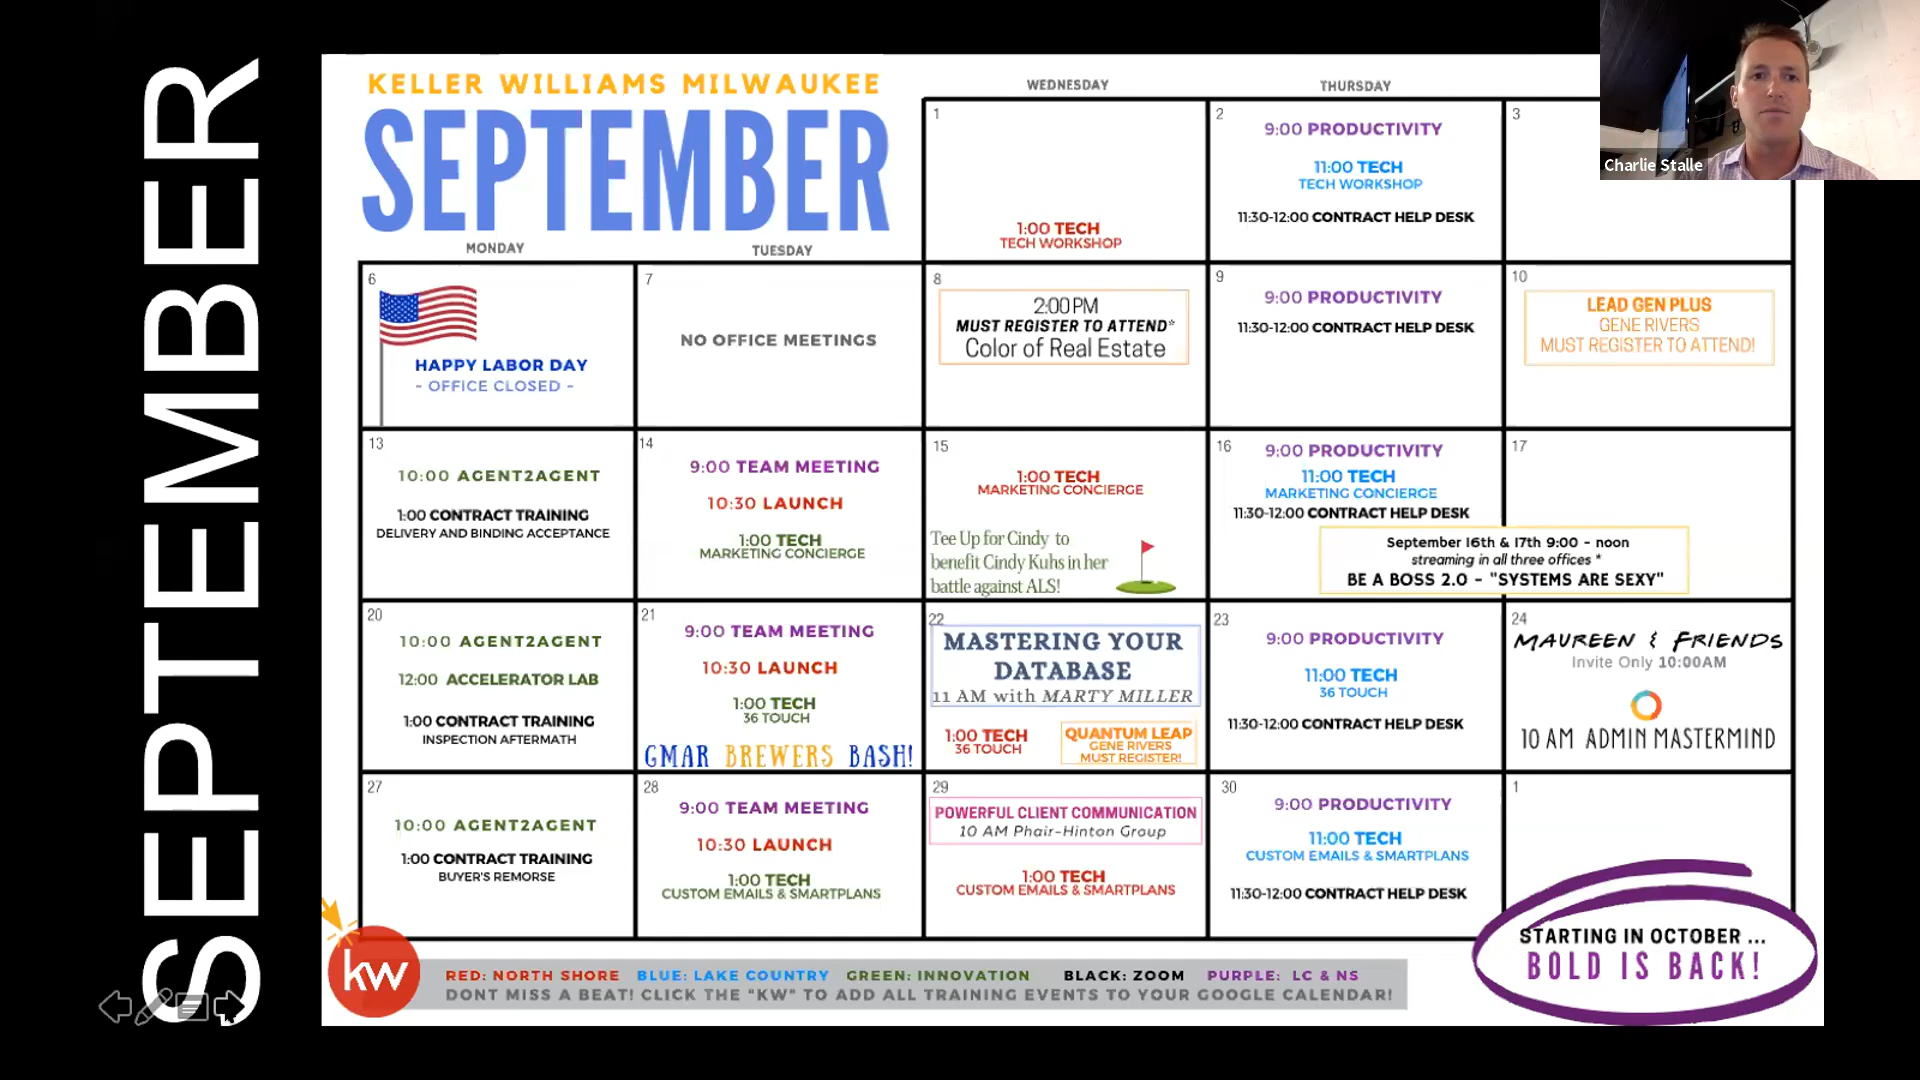 SEPTEMBER
KELLER WILLIAMS MILWAUKEE
SEPTEMBER
MONDAY
TUESDAY
WEDNESDAY
THURSDAY
Charlie Stalle
1
1:00 TECH
TECH WORKSHOP
2
9:00 PRODUCTIVITY
11:00 TECH
TECH WORKSHOP
11:30-12:00 CONTRACT HELP DESK
3
6
HAPPY LABOR DAY
- OFFICE CLOSED -
7
NO OFFICE MEETINGS
8
2:00 PM
MUST REGISTER TO ATTEND*
Color of Real Estate
9
9:00 PRODUCTIVITY
11:30-12:00 CONTRACT HELP DESK
10
LEAD GEN PLUS
GENE RIVERS
MUST REGISTER TO ATTEND!
13
10:00 AGENT2AGENT
1:00 CONTRACT TRAINING
DELIVERY AND BINDING ACCEPTANCE
14
9:00 TEAM MEETING
10:30 LAUNCH
1:00 TECH
MARKETING CONCIERGE
15
1:00 TECH
MARKETING CONCIERGE
Tee Up for Cindy to
benefit Cindy Kuhs in her
battle against ALS!
16
9:00 PRODUCTIVITY
11:00 TECH
MARKETING CONCIERGE
11:30-12:00 CONTRACT HELP DESK
17
September 16th & 17th 9:00 - noon
streaming in all three offices *
BE A BOSS 2.0 - "SYSTEMS ARE SEXY"
20
10:00 AGENT2AGENT
12:00 ACCELERATOR LAB
1:00 CONTRACT TRAINING
INSPECTION AFTERMATH
21
9:00 TEAM MEETING
10:30 LAUNCH
1:00 TECH
36 TOUCH
GMAR BREWERS BASH!
22
MASTERING YOUR
DATABASE
11 AM with MARTY MILLER
1:00 TECH
36 TOUCH
QUANTUM LEAP
GENE RIVERS
MUST REGISTER!
23
9:00 PRODUCTIVITY
11:00 TECH
36 TOUCH
11:30-12:00 CONTRACT HELP DESK
24
MAUREEN & FRIENDS
Invite Only 10:00AM
10 AM ADMIN MASTERMIND
27
10:00 AGENT2AGENT
1:00 CONTRACT TRAINING
BUYER'S REMORSE
28
9:00 TEAM MEETING
10:30 LAUNCH
1:00 TECH
CUSTOM EMAILS & SMARTPLANS
29
POWERFUL CLIENT COMMUNICATION
10 AM Phair-Hinton Group
1:00 TECH
CUSTOM EMAILS & SMARTPLANS
30
9:00 PRODUCTIVITY
11:00 TECH
CUSTOM EMAILS & SMARTPLANS
11:30-12:00 CONTRACT HELP DESK
1
STARTING IN OCTOBER ...
BOLD IS BACK!
kw
RED: NORTH SHORE BLUE: LAKE COUNTRY GREEN: INNOVATION BLACK: ZOOM PURPLE: LC & NS
DONT MISS A BEAT! CLICK THE "KW" TO ADD ALL TRAINING EVENTS TO YOUR GOOGLE CALENDAR!